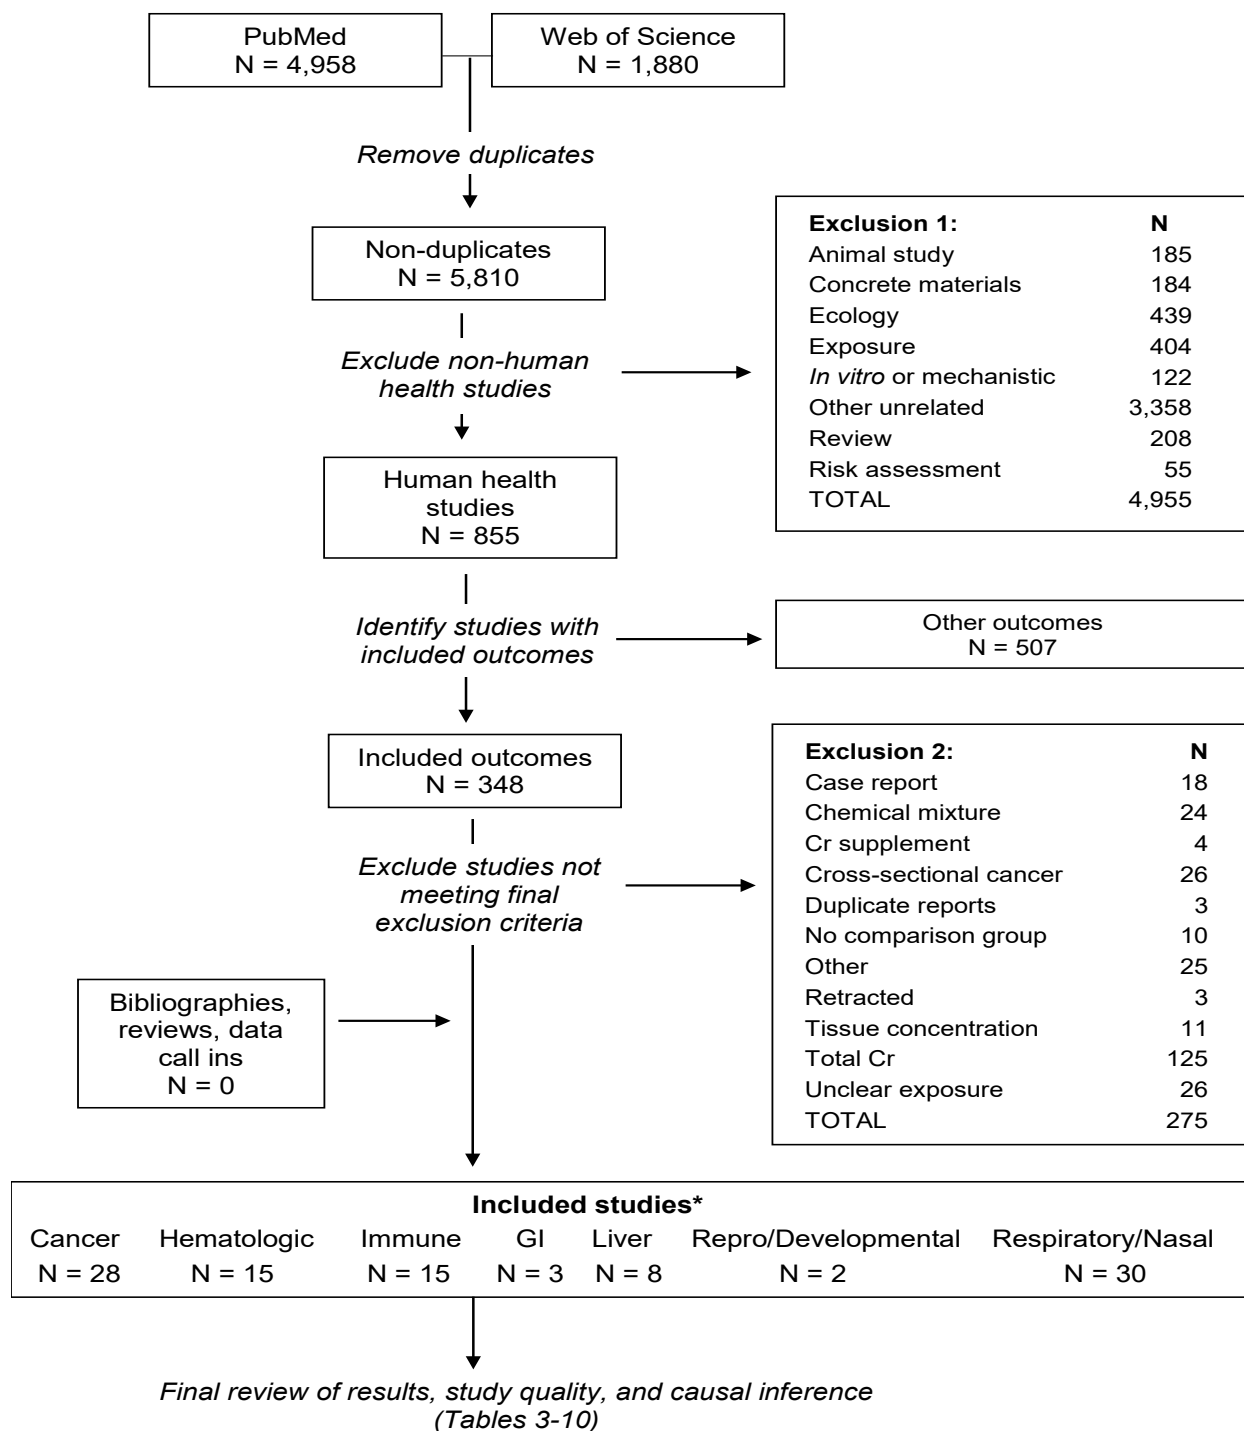 PubMed
N = 4,958
Web of Science
N = 1,880
Remove duplicates
Non-duplicates
N = 5,810
Exclude non-human
health studies
Exclusion 1: N
Animal study 185
Concrete materials 184
Ecology 439
Exposure 404
In vitro or mechanistic 122
Other unrelated 3,358
Review 208
Risk assessment 55
TOTAL 4,955
Human health
studies
N = 855
Identify studies with
included outcomes
Other outcomes
N = 507
Included outcomes
N = 348
Exclude studies not
meeting final
exclusion criteria
Exclusion 2: N
Case report 18
Chemical mixture 24
Cr supplement 4
Cross-sectional cancer 26
Duplicate reports 3
No comparison group 10
Other 25
Retracted 3
Tissue concentration 11
Total Cr 125
Unclear exposure 26
TOTAL 275
Bibliographies,
reviews, data
call ins
N = 0
Included studies*
Cancer Hematologic Immune GI Liver Repro/Developmental Respiratory/Nasal
N = 28 N = 15 N = 15 N = 3 N = 8 N = 2 N = 30
Final review of results, study quality, and causal inference
(Tables 3-10)